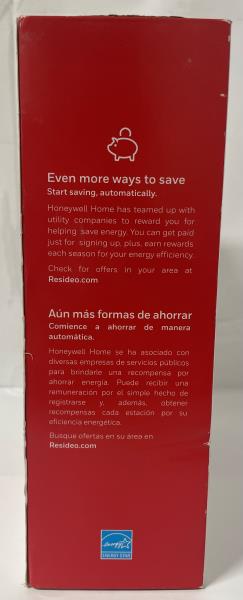 Even more ways to save
Start saving, automatically.
Honeywell Home has teamed up with
utility companies to reward you for
helping save energy. You can get paid
just for signing up, plus, earn rewards
each season for your energy efficiency.
Check for offers in your area at
Resideo.com
Aún más formas de ahorrar
Comience a ahorrar de manera
automática.
Honeywell Home se ha asociado con
diversas empresas de servicios públicos
para brindarle una recompensa por
ahorrar energía. Puede recibir una
remuneración por el simple hecho de
registrarse y, además, obtener
recompensas cada estación por su
eficiencia energética.
Busque ofertas en su área en
Resideo.com
energy
ENERGY STAR